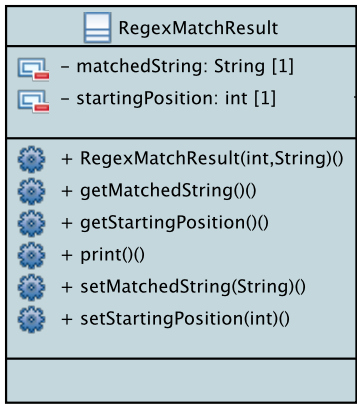 RegexMatchResult
- matchedString: String [1]
- startingPosition: int [1]
+ RegexMatchResult(int,String)()
+ getMatchedString()()
+ getStartingPosition()()
+ print()()
+ setMatchedString(String)()
+ setStartingPosition(int)()